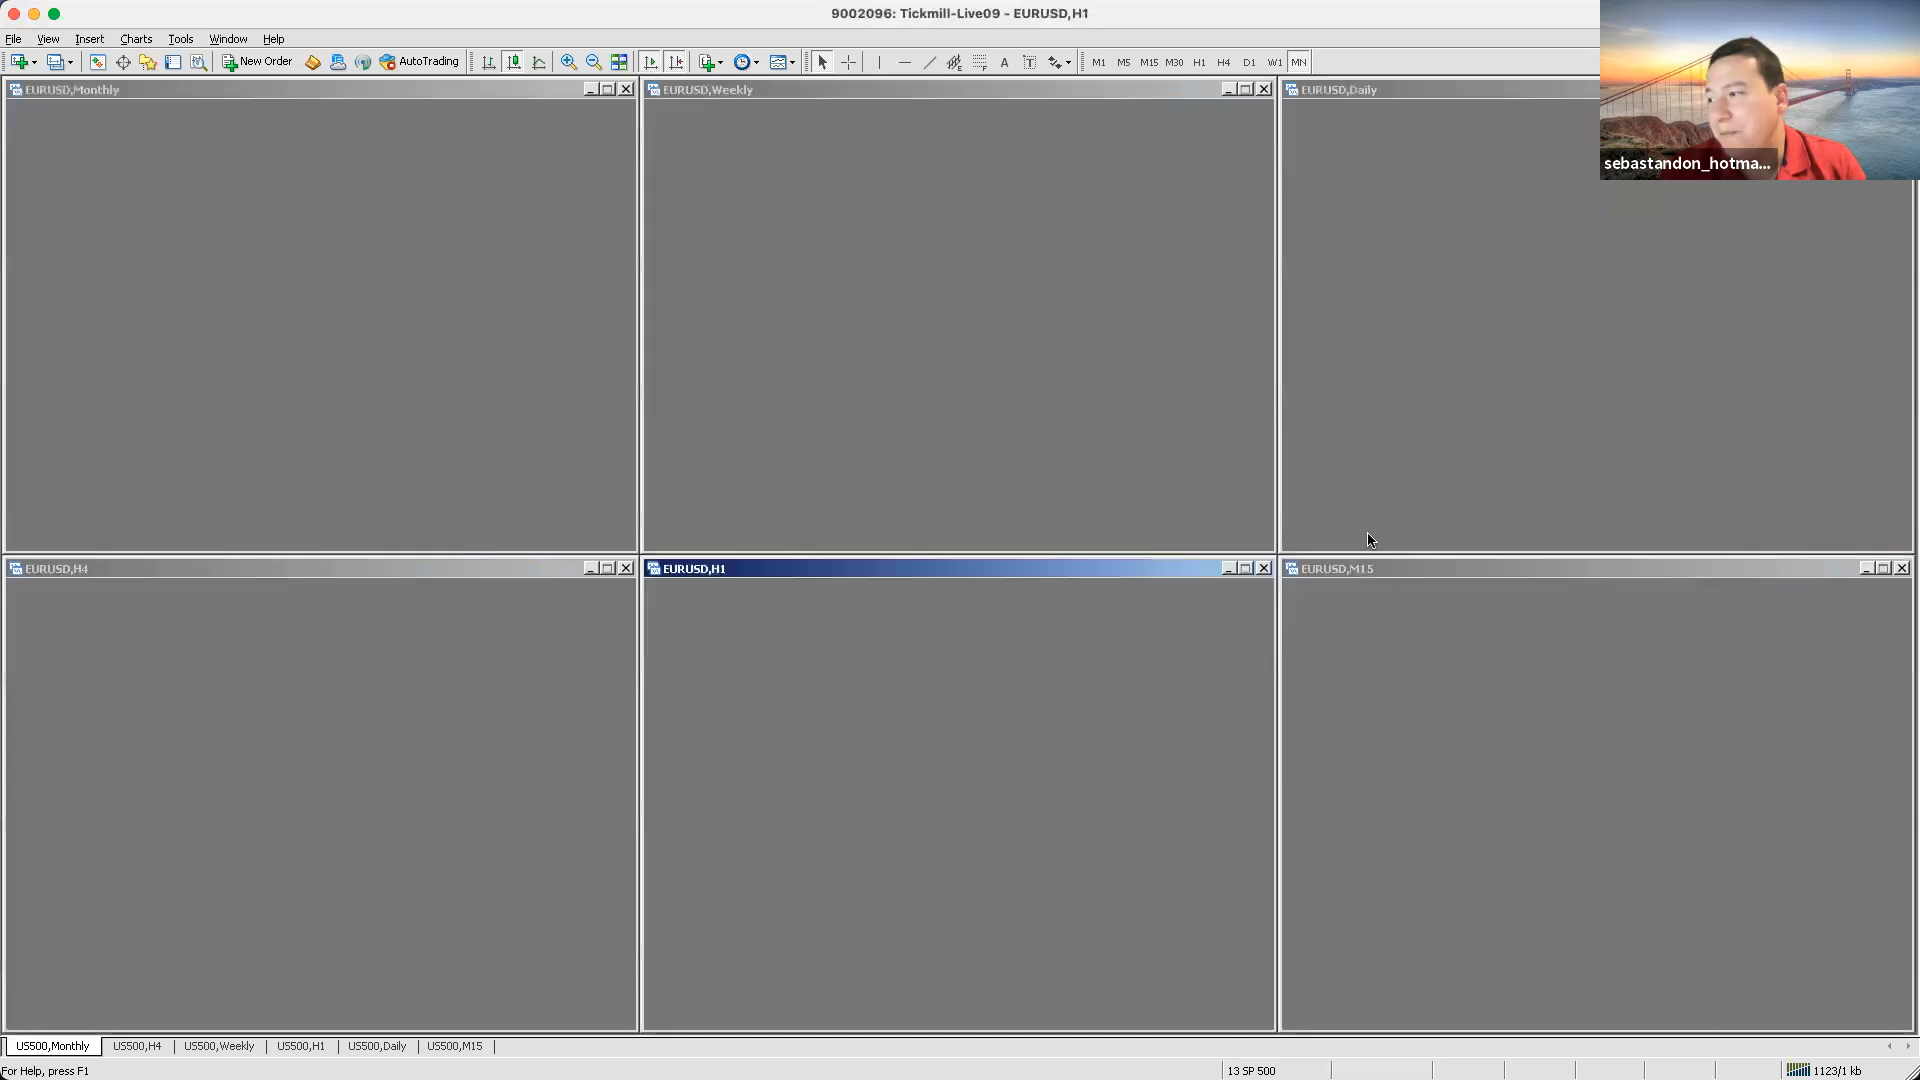 9002096: Tickmill-Live09 - EURUSD,H1
File View Insert Charts Tools Window Help
New Order AutoTrading A T M1 M5 M15 M30 H1 H4 D1 W1 MN
sebastandon_hotma...
EURUSD,Monthly
EURUSD,Weekly
EURUSD,Daily
EURUSD,H4
EURUSD,H1
EURUSD,M15
US500,Monthly US500,H4 US500,Weekly US500,H1 US500,Daily US500,M15
For Help, press F1
13 SP 500
1123/1 kb